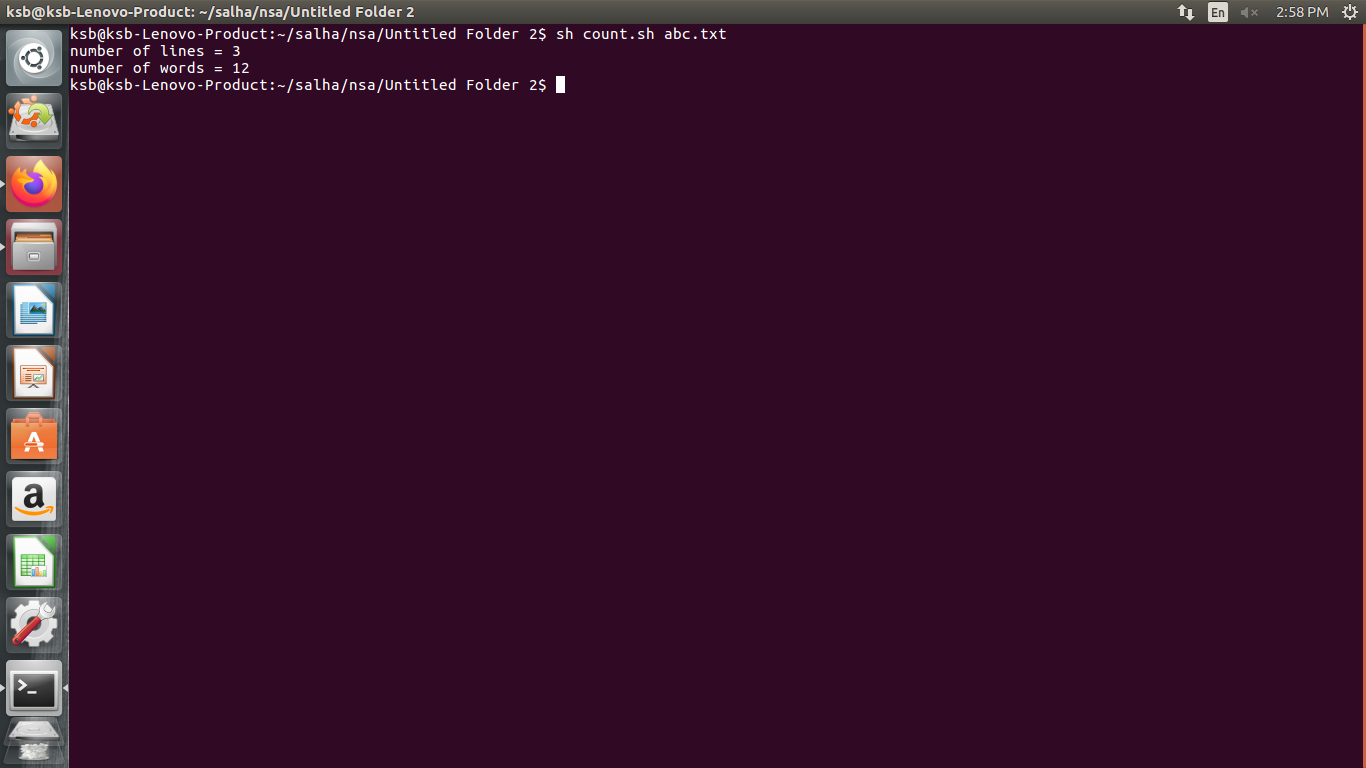 ksb@ksb-Lenovo-Product: ~/salha/nsa/Untitled Folder 2
En
2:58 PM
ksb@ksb-Lenovo-Product:~/salha/nsa/Untitled Folder 2$ sh count.sh abc.txt
number of lines = 3
number of words = 12
ksb@ksb-Lenovo-Product:~/salha/nsa/Untitled Folder 2$
A
a
>_